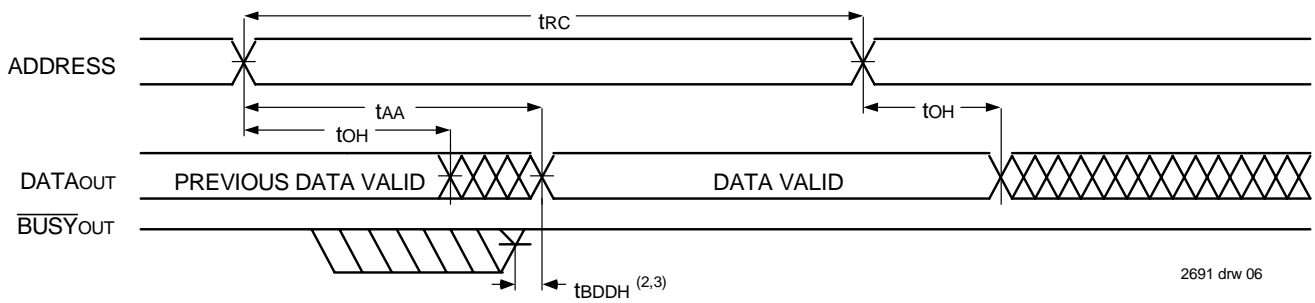 tRC
ADDRESS
tAA
tOH
tOH
DATAOUT
PREVIOUS DATA VALID
DATA VALID
BUSYOUT
tBDDH (2,3)
2691 drw 06